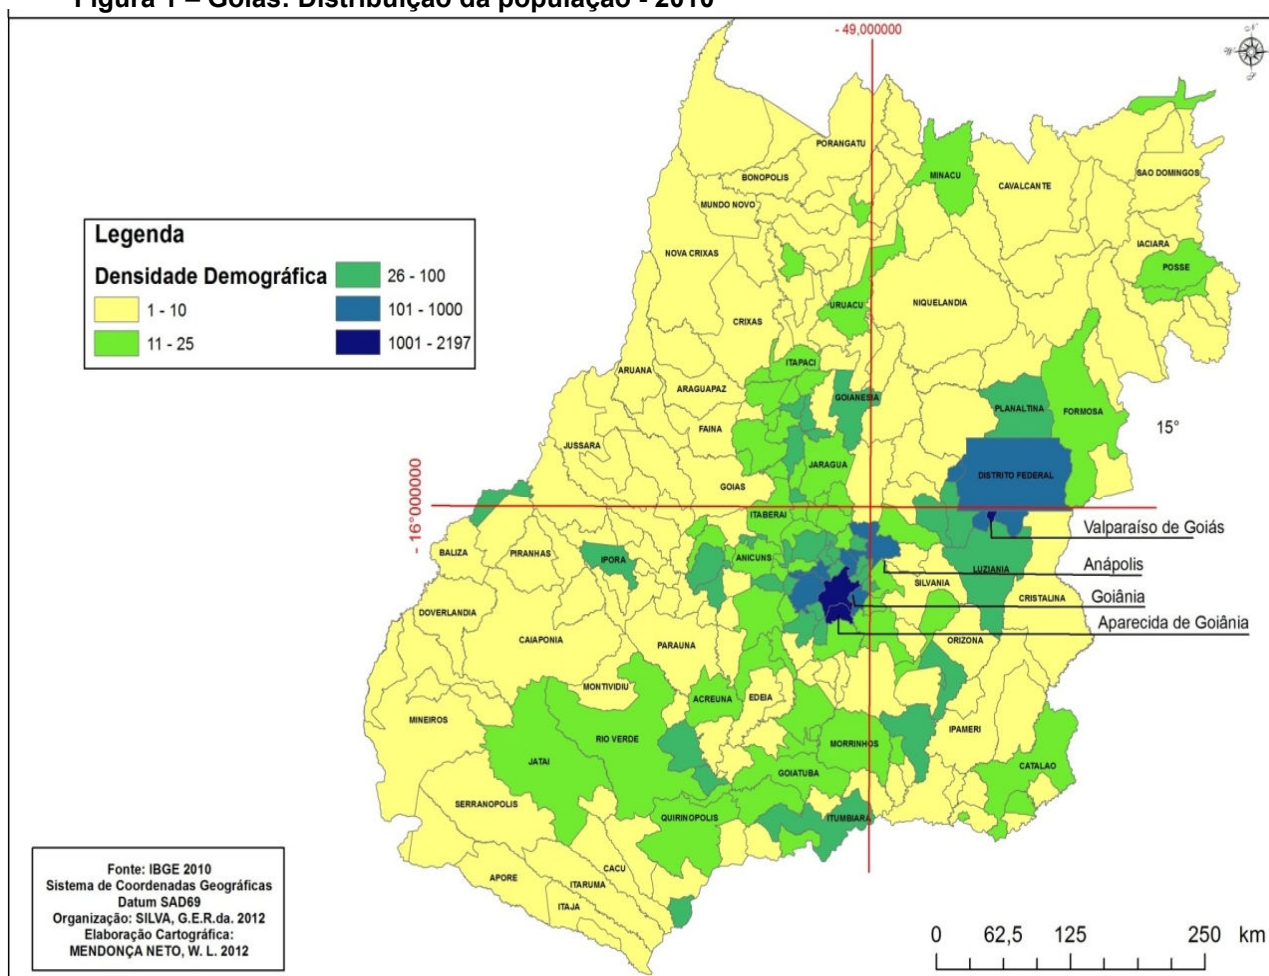 Figura 1 – Goiás: Distribuição da população - 2010
- 49,000000
N
W
S
PORANGATU
BONOPOLIS
MINACU
CAVALCANTE
SAO DOMINGOS
MUNDO NOVO
Legenda
Densidade Demográfica
1 - 10
11 - 25
26 - 100
101 - 1000
1001 - 2197
NOVA CRIXAS
IACIARA
POSSE
URUACU
NIQUELANDIA
CRIXAS
ITAPACI
ARUANA
ARAGUAPAZ
GOIANESIA
PLANALTINA
FORMOSA
15°
FAINA
JUSSARA
JARAGUA
DISTRITO FEDERAL
GOIAS
- 16°000000
ITABERAI
Valparaíso de Goiás
BALIZA
PIRANHAS
IPORA
ANICUNS
Anápolis
LUZIANIA
SILVANIA
Goiânia
CRISTALINA
DOVERLANDIA
Aparecida de Goiânia
CAIAPONIA
PARAUNA
ORIZONA
MONTIVIDIU
ACREUNA
EDEIA
MINEIROS
RIO VERDE
IPAMERI
MORRINHOS
JATAI
GOIATUBA
CATALAO
SERRANOPOLIS
QUIRINOPOLIS
ITUMBIARA
CACU
APORE
ITARUMA
ITAJA
Fonte: IBGE 2010
Sistema de Coordenadas Geográficas
Datum SAD69
Organização: SILVA, G.E.R.da. 2012
Elaboração Cartográfica:
MENDONÇA NETO, W. L. 2012
0 62,5 125 250 km